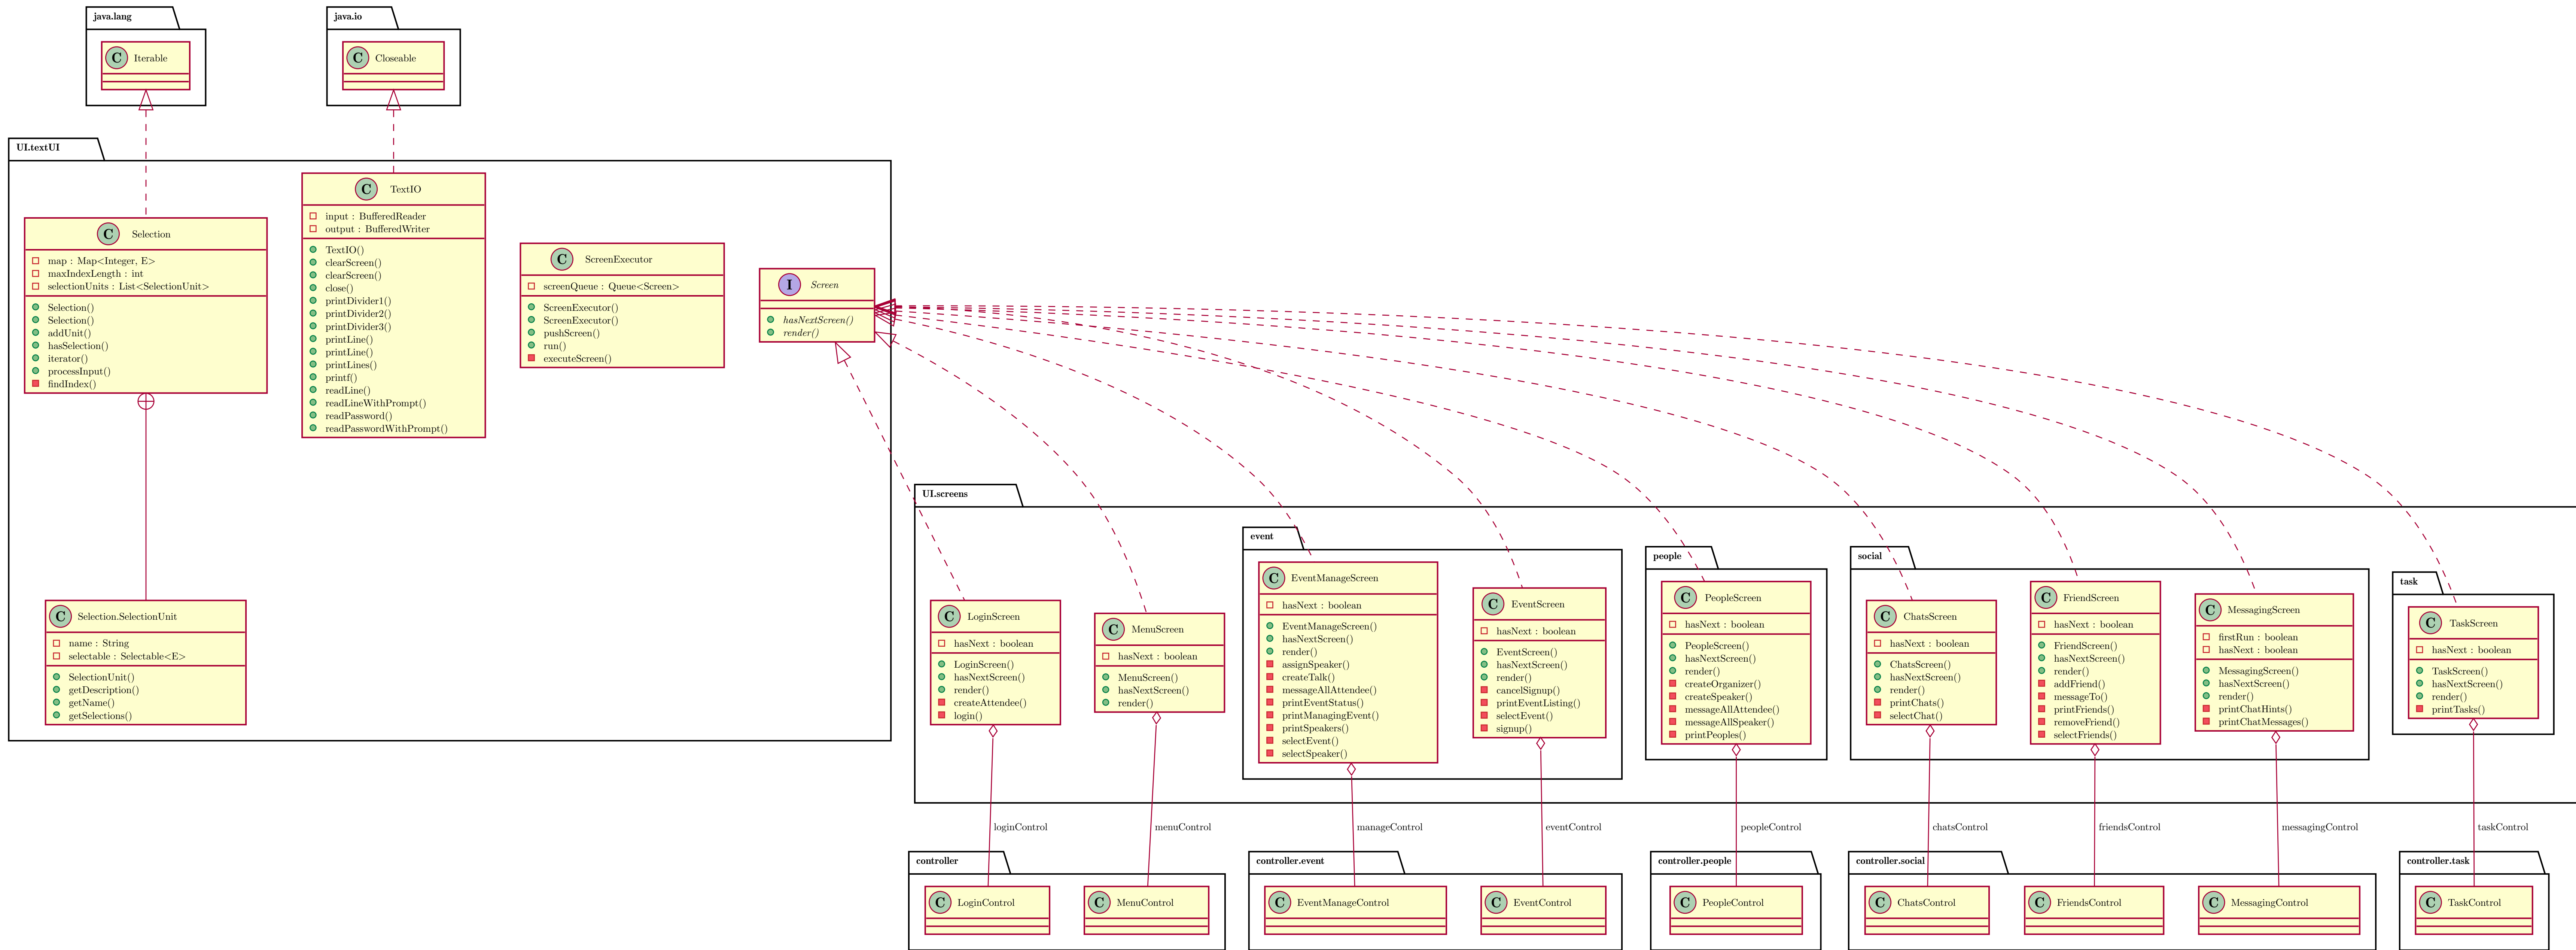 java.lang
C Iterable
java.io
C Closeable
UI.textUI
C Selection
map : Map<Integer, E>
maxIndexLength : int
selectionUnits : List<SelectionUnit>
Selection()
Selection()
addUnit()
hasSelection()
iterator()
processInput()
findIndex()
C TextIO
input : BufferedReader
output : BufferedWriter
TextIO()
clearScreen()
clearScreen()
close()
printDivider1()
printDivider2()
printDivider3()
printLine()
printLine()
printLines()
printf()
readLine()
readLineWithPrompt()
readPassword()
readPasswordWithPrompt()
C ScreenExecutor
screenQueue : Queue<Screen>
ScreenExecutor()
ScreenExecutor()
pushScreen()
run()
executeScreen()
I Screen
hasNextScreen()
render()
C Selection.SelectionUnit
name : String
selectable : Selectable<E>
SelectionUnit()
getDescription()
getName()
getSelections()
UI.screens
C LoginScreen
hasNext : boolean
LoginScreen()
hasNextScreen()
render()
createAttendee()
login()
C MenuScreen
hasNext : boolean
MenuScreen()
hasNextScreen()
render()
event
C EventManageScreen
hasNext : boolean
EventManageScreen()
hasNextScreen()
render()
assignSpeaker()
createTalk()
messageAllAttendee()
printEventStatus()
printManagingEvent()
printSpeakers()
selectEvent()
selectSpeaker()
C EventScreen
hasNext : boolean
EventScreen()
hasNextScreen()
render()
cancelSignup()
printEventListing()
selectEvent()
signup()
people
C PeopleScreen
hasNext : boolean
PeopleScreen()
hasNextScreen()
render()
createOrganizer()
createSpeaker()
messageAllAttendee()
messageAllSpeaker()
printPeoples()
social
C ChatsScreen
hasNext : boolean
ChatsScreen()
hasNextScreen()
render()
printChats()
selectChat()
C FriendScreen
hasNext : boolean
FriendScreen()
hasNextScreen()
render()
addFriend()
messageTo()
printFriends()
removeFriend()
selectFriends()
C MessagingScreen
firstRun : boolean
hasNext : boolean
MessagingScreen()
hasNextScreen()
render()
printChatHints()
printChatMessages()
task
C TaskScreen
hasNext : boolean
TaskScreen()
hasNextScreen()
render()
printTasks()
loginControl
menuControl
manageControl
eventControl
peopleControl
chatsControl
friendsControl
messagingControl
taskControl
controller
C LoginControl
C MenuControl
controller.event
C EventManageControl
C EventControl
controller.people
C PeopleControl
controller.social
C ChatsControl
C FriendsControl
C MessagingControl
controller.task
C TaskControl